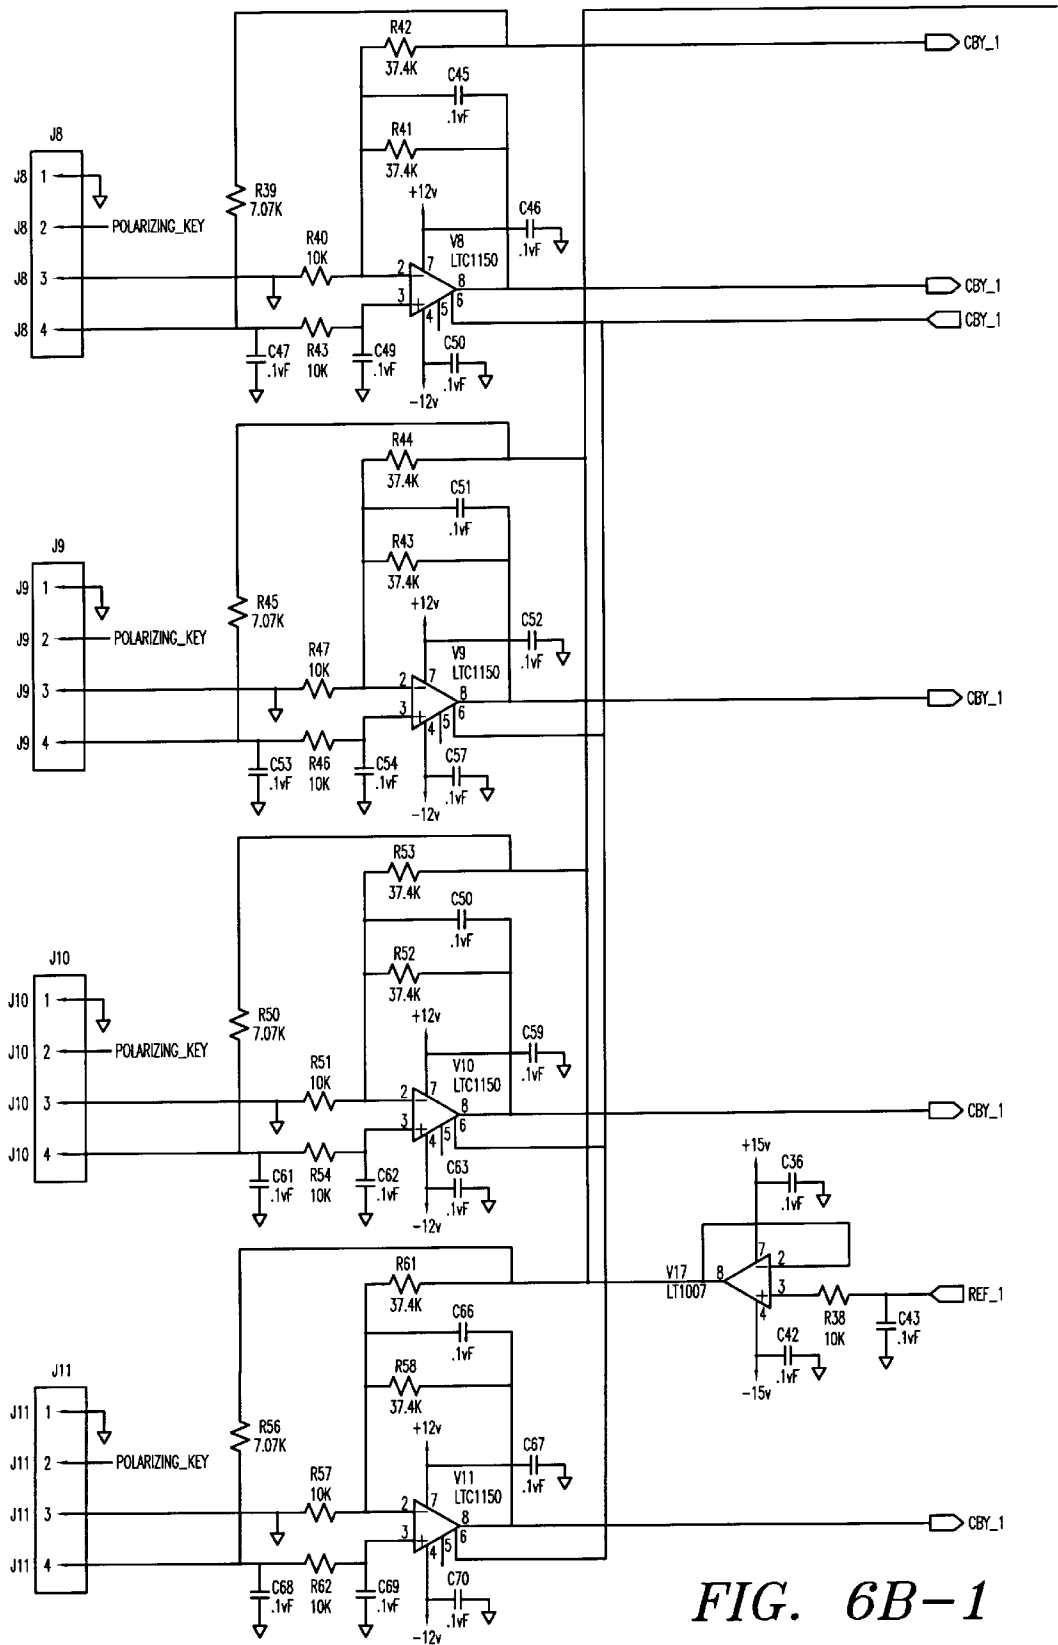 R42
37.4K
CBY_1
C45
.1vF
R41
37.4K
J8
J8 1
R39
7.07K
+12v
C46
.1vF
J8 2 POLARIZING_KEY
R40
10K
V8
LTC1150
J8 3
2 − 7
8
CBY_1
3 + 4 5 6
CBY_1
J8 4
C47
.1vF
R43
10K
C49
.1vF
C50
.1vF
−12v
R44
37.4K
C51
.1vF
R43
37.4K
J9
J9 1
R45
7.07K
+12v
C52
.1vF
J9 2 POLARIZING_KEY
R47
10K
V9
LTC1150
J9 3
2 − 7
8
CBY_1
3 + 4 5 6
J9 4
C53
.1vF
R46
10K
C54
.1vF
C57
.1vF
−12v
R53
37.4K
C50
.1vF
R52
37.4K
J10
J10 1
R50
7.07K
+12v
C59
.1vF
J10 2 POLARIZING_KEY
R51
10K
V10
LTC1150
J10 3
2 − 7
8
CBY_1
3 + 4 5 6
J10 4
C61
.1vF
R54
10K
C62
.1vF
C63
.1vF
−12v
+15v
C36
.1vF
V17
LT1007
8 7 − 2
+ 3
4
R38
10K
C43
.1vF
REF_1
C42
.1vF
−15v
R61
37.4K
C66
.1vF
R58
37.4K
J11
J11 1
R56
7.07K
+12v
C67
.1vF
J11 2 POLARIZING_KEY
R57
10K
V11
LTC1150
J11 3
2 − 7
8
CBY_1
3 + 4 5 6
J11 4
C68
.1vF
R62
10K
C69
.1vF
C70
.1vF
−12v
FIG. 6B−1